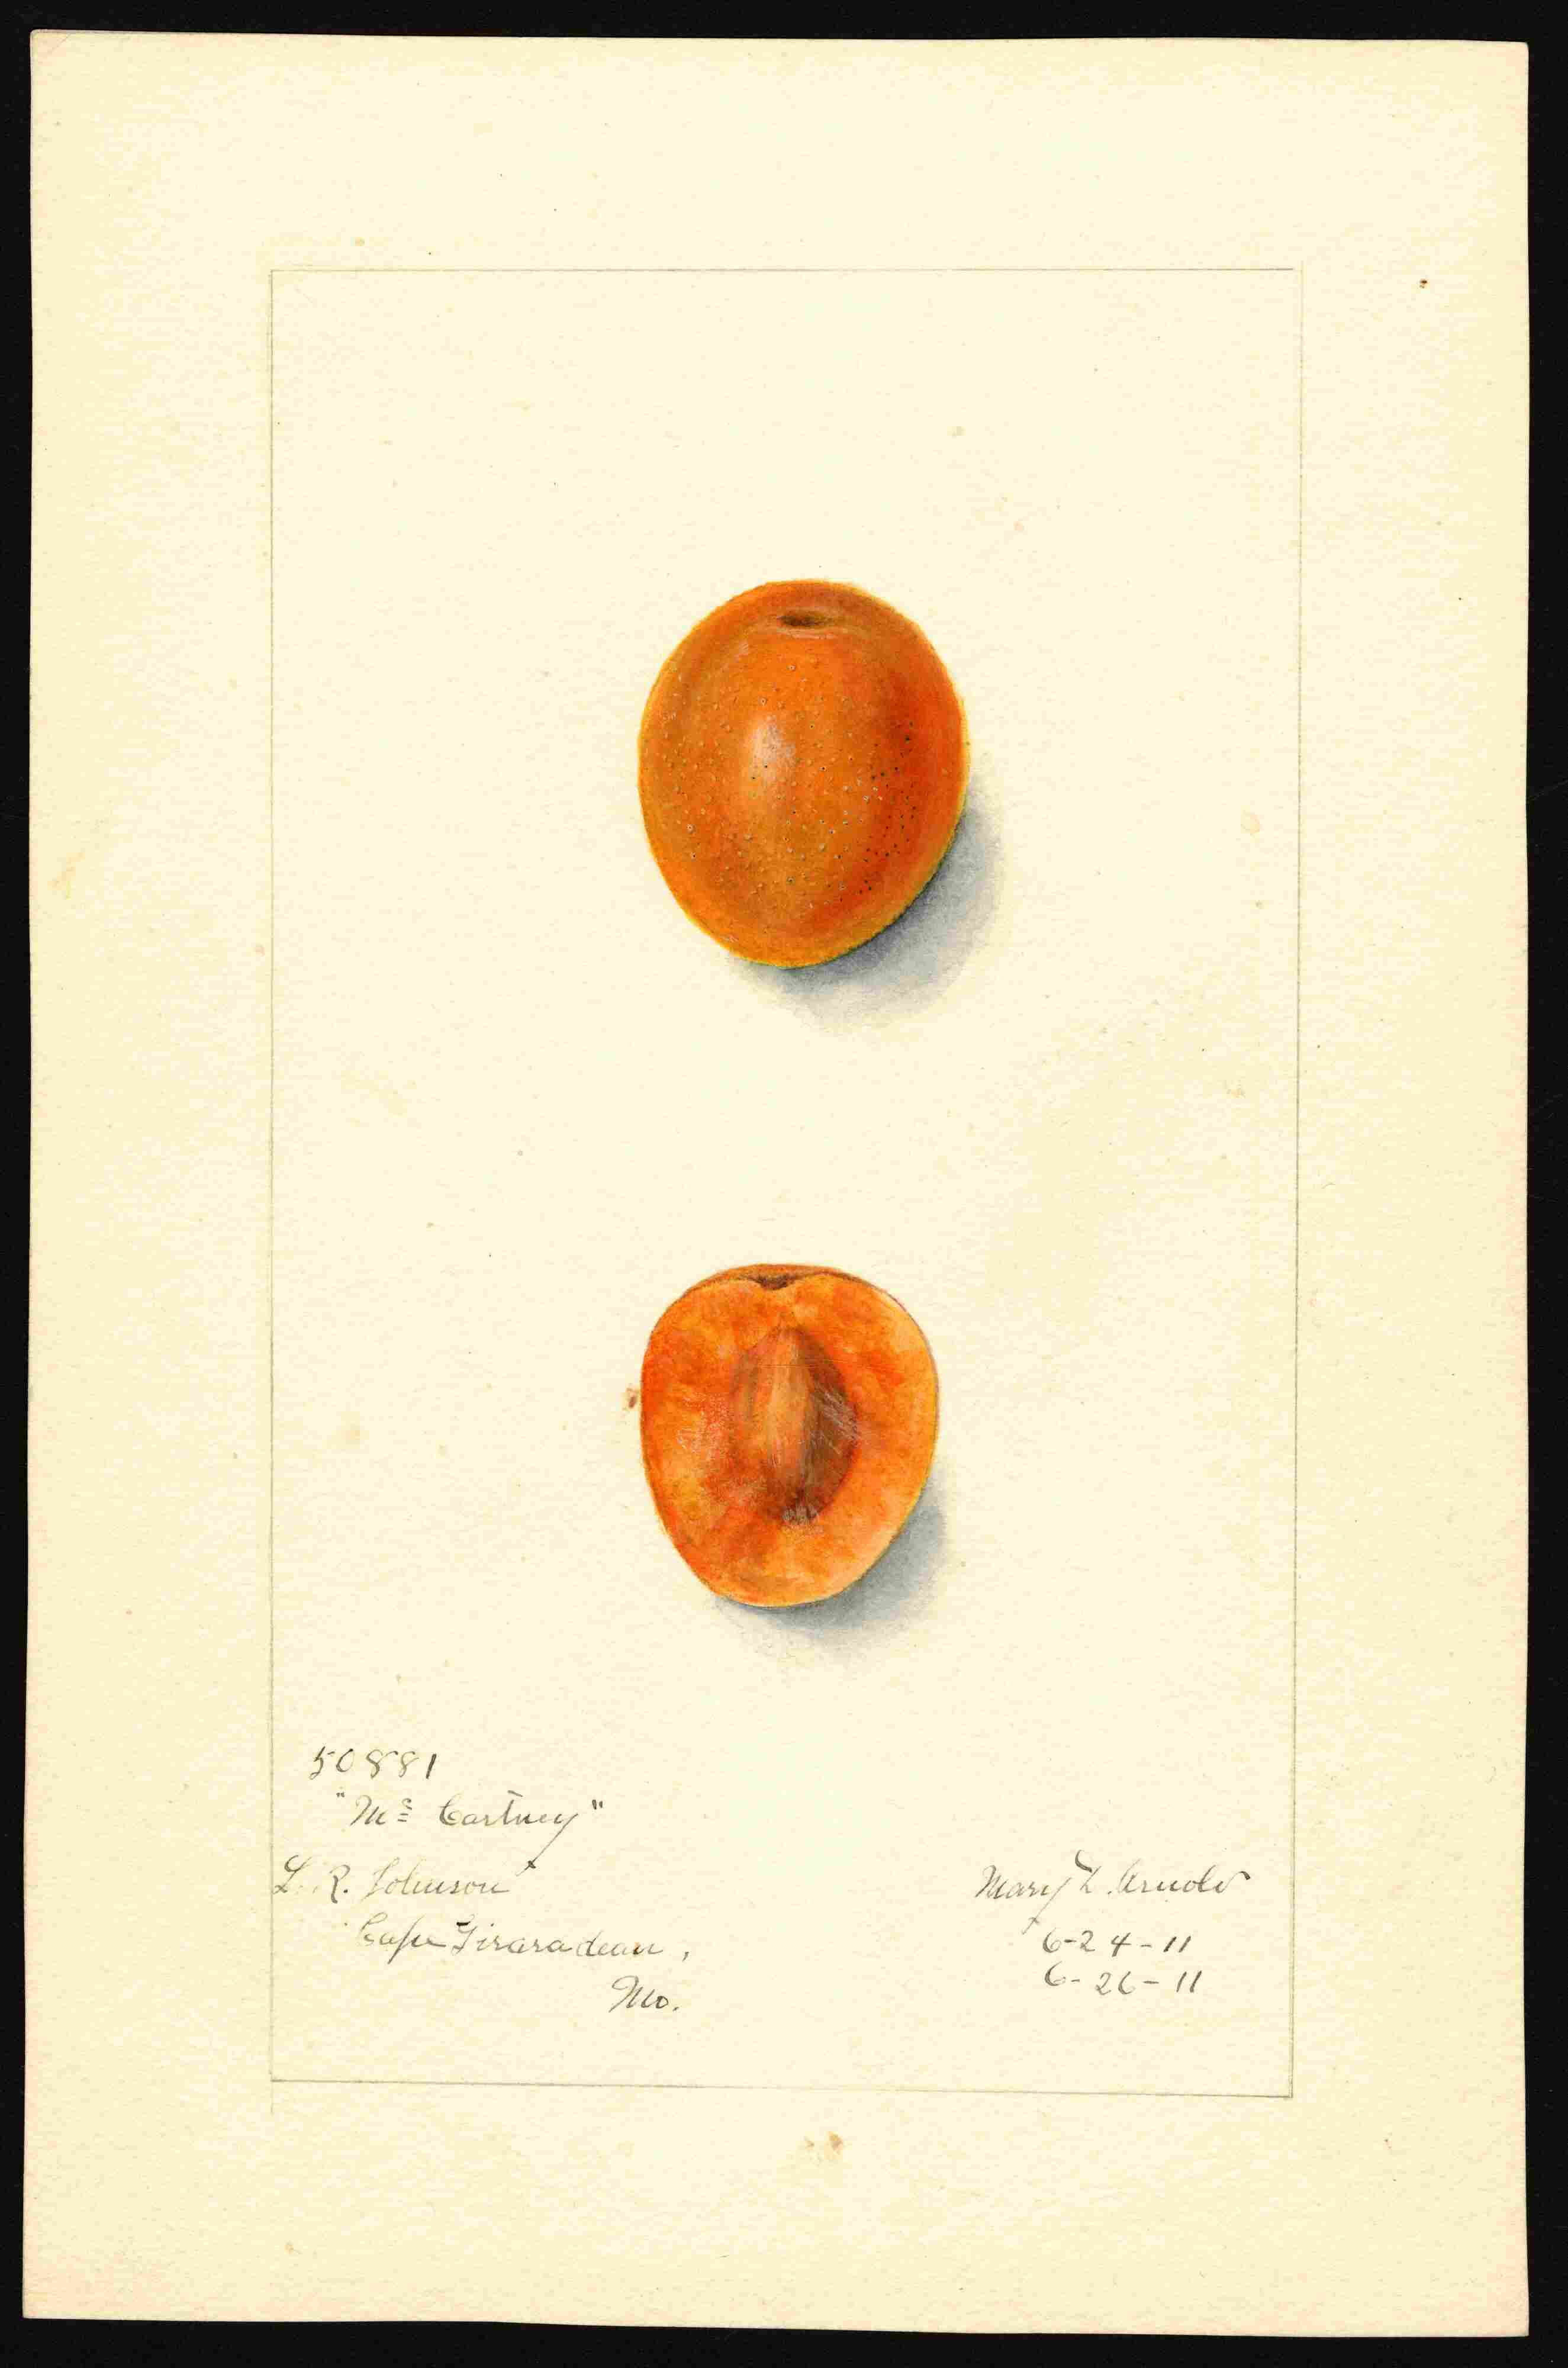 50881
"Mc Cartney"
L. R. Johnson
Cape Girardeau,
Mo.
Mary D. Arnold
6-24-11
6-26-11